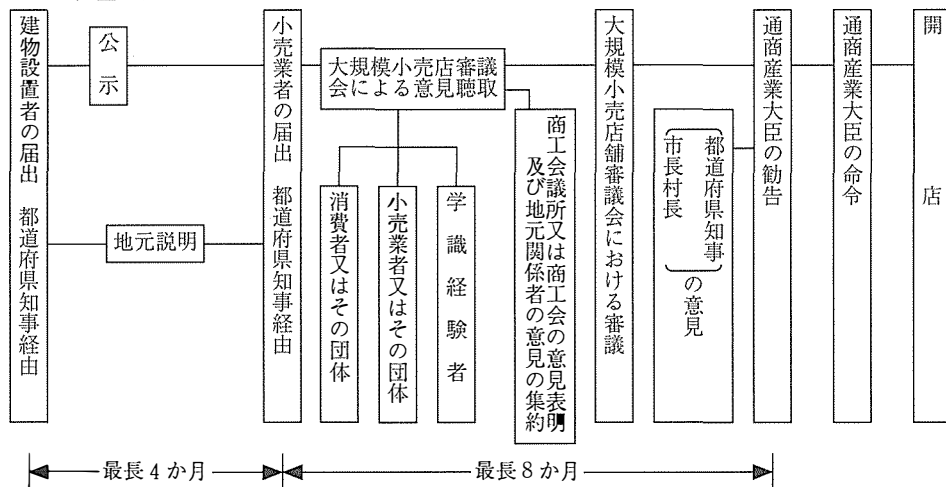 建物設置者の届出 都道府県知事経由
公示
地元説明
小売業者の届出 都道府県知事経由
大規模小売店審議
会による意見聴取
消費者又はその団体
小売業者又はその団体
学識経験者
商工会議所又は商工会の意見表明
及び地元関係者の意見の集約
大規模小売店舗審議会における審議
都道府県知事
市長村長
の意見
通商産業大臣の勧告
通商産業大臣の命令
開店
最長4か月
最長8か月